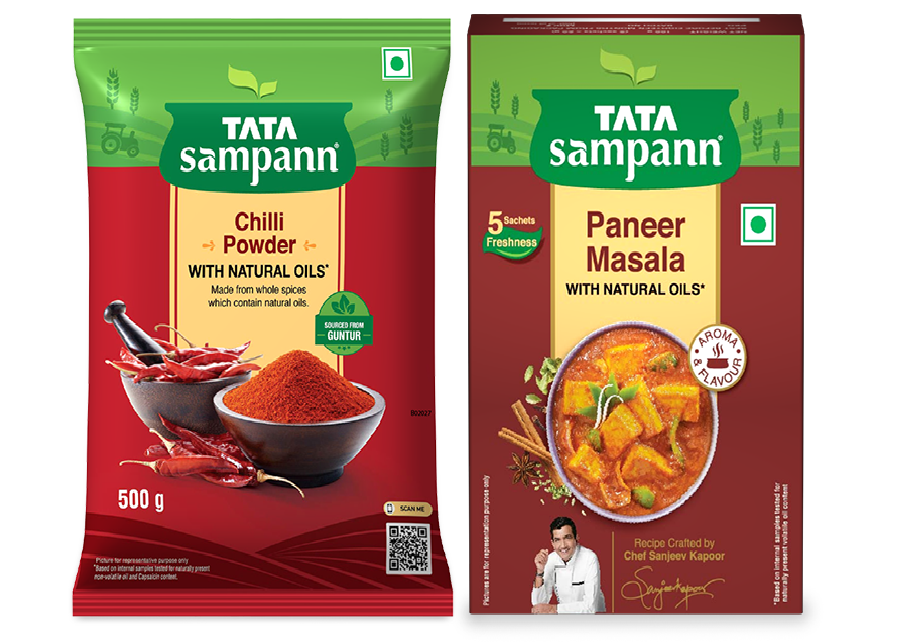 TATA
sampann®
Chilli
Powder
WITH NATURAL OILS*
Made from whole spices
which contain natural oils.
SOURCED FROM
GUNTUR
500 g
SCAN ME
*Picture for representative purpose only
*Based on internal samples tested for naturally present
non-volatile oil and Capsaicin content.
TATA
sampann®
5 Sachets
Freshness
Paneer
Masala
WITH NATURAL OILS*
AROMA
& FLAVOUR
Recipe Crafted by
Chef Sanjeev Kapoor
Sanjeev Kapoor
Pictures are for representation purpose only
*Based on internal samples tested for
naturally present volatile oil content